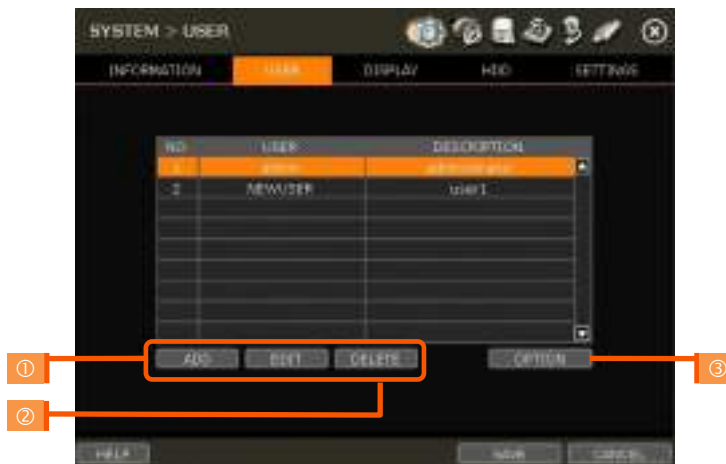 SYSTEM > USER
INFORMATION USER DISPLAY HDD SETTINGS
NO USER DESCRIPTION
1 admin administrator
2 NEWUSER user1
ADD EDIT DELETE OPTION
① ③
②
HELP SAVE CANCEL